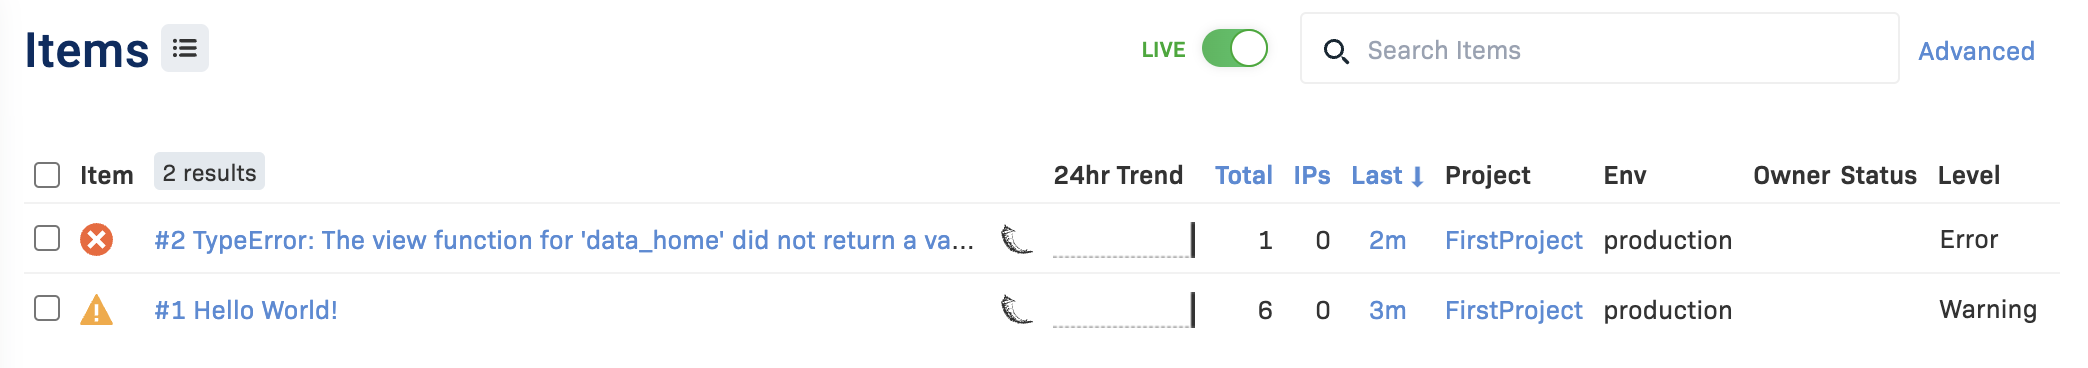 Items LIVE Search Items Advanced
Item 2 results 24hr Trend Total IPs Last ↓ Project Env Owner Status Level
#2 TypeError: The view function for 'data_home' did not return a va... 1 0 2m FirstProject production Error
#1 Hello World! 6 0 3m FirstProject production Warning